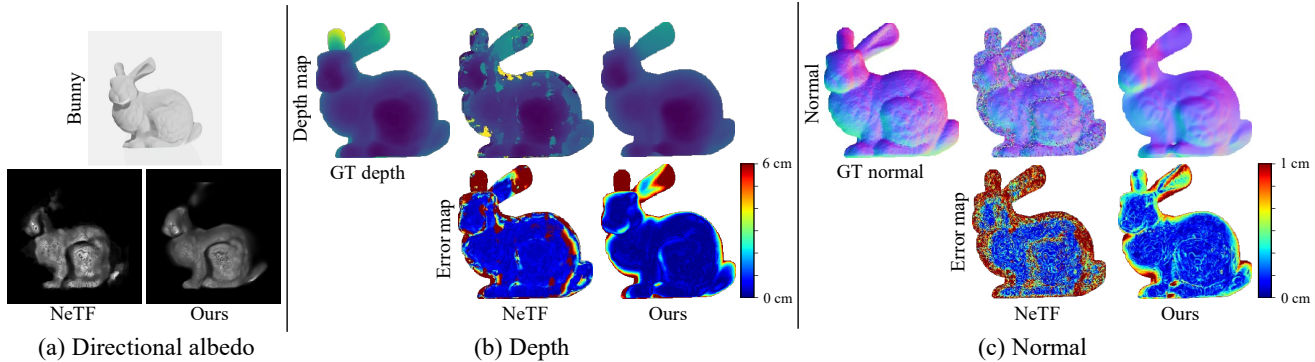 Bunny
NeTF
Ours
(a) Directional albedo
Depth map
GT depth
6 cm
Error map
0 cm
NeTF
Ours
(b) Depth
Normal
GT normal
1 cm
Error map
0 cm
NeTF
Ours
(c) Normal